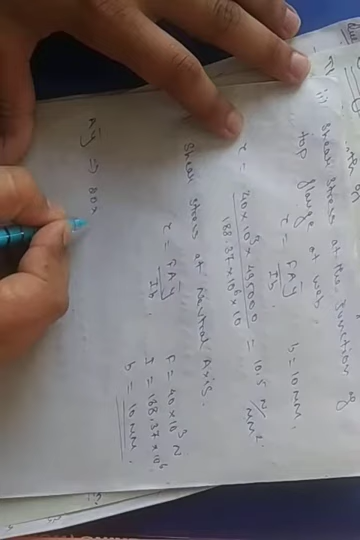 iii) Shear stress at the junction of
top flange at web.
τ = FAȳ / Ib, b = 10 mm.
τ = 40×10³ × 495000 / 188.37×10⁶×10 = 10.5 N/mm².
Shear stress at Neutral Axis.
τ = FAȳ / Ib, F = 40×10³ N
I = 188.37×10⁶.
b = 10 mm.
Aȳ ⇒ 80×